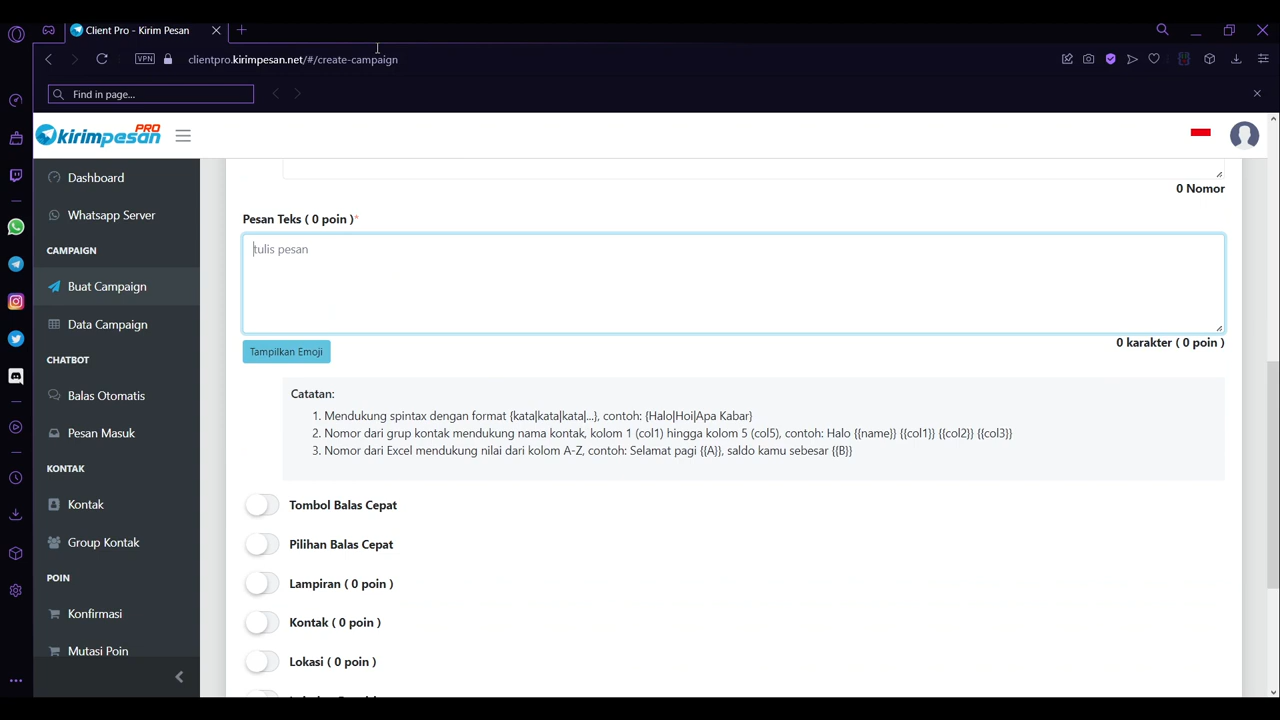 Client Pro - Kirim Pesan
VPN
clientpro.kirimpesan.net/#/create-campaign
Find in page...
kirimpesan PRO
Dashboard
Whatsapp Server
CAMPAIGN
Buat Campaign
Data Campaign
CHATBOT
Balas Otomatis
Pesan Masuk
KONTAK
Kontak
Group Kontak
POIN
Konfirmasi
Mutasi Poin
0 Nomor
Pesan Teks ( 0 poin )*
tulis pesan
0 karakter ( 0 poin )
Tampilkan Emoji
Catatan:
1. Mendukung spintax dengan format {kata|kata|kata|...}, contoh: {Halo|Hoi|Apa Kabar}
2. Nomor dari grup kontak mendukung nama kontak, kolom 1 (col1) hingga kolom 5 (col5), contoh: Halo {{name}} {{col1}} {{col2}} {{col3}}
3. Nomor dari Excel mendukung nilai dari kolom A-Z, contoh: Selamat pagi {{A}}, saldo kamu sebesar {{B}}
Tombol Balas Cepat
Pilihan Balas Cepat
Lampiran ( 0 poin )
Kontak ( 0 poin )
Lokasi ( 0 poin )